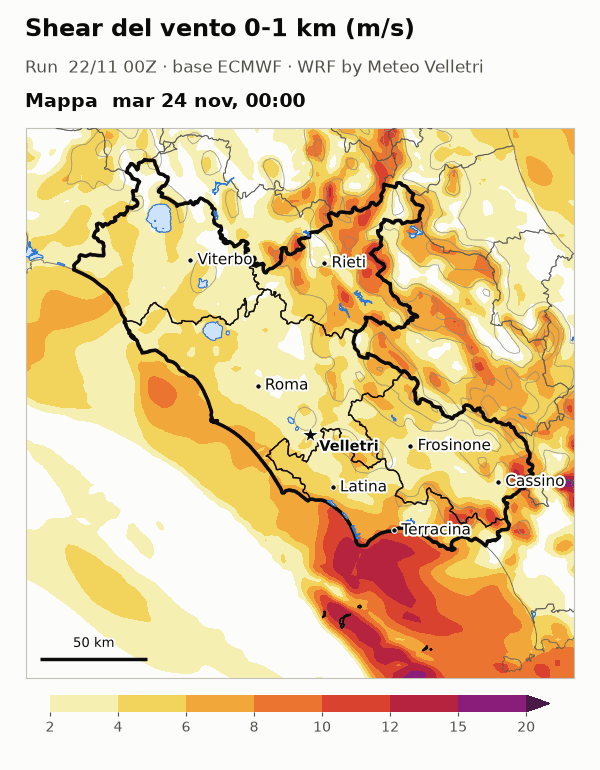 Shear del vento 0-1 km (m/s)
Run  22/11 00Z · base ECMWF · WRF by Meteo Velletri
Mappa  mar 24 nov, 00:00
Viterbo
Rieti
Roma
Velletri
Frosinone
Cassino
Latina
Terracina
50 km
2 4 6 8 10 12 15 20